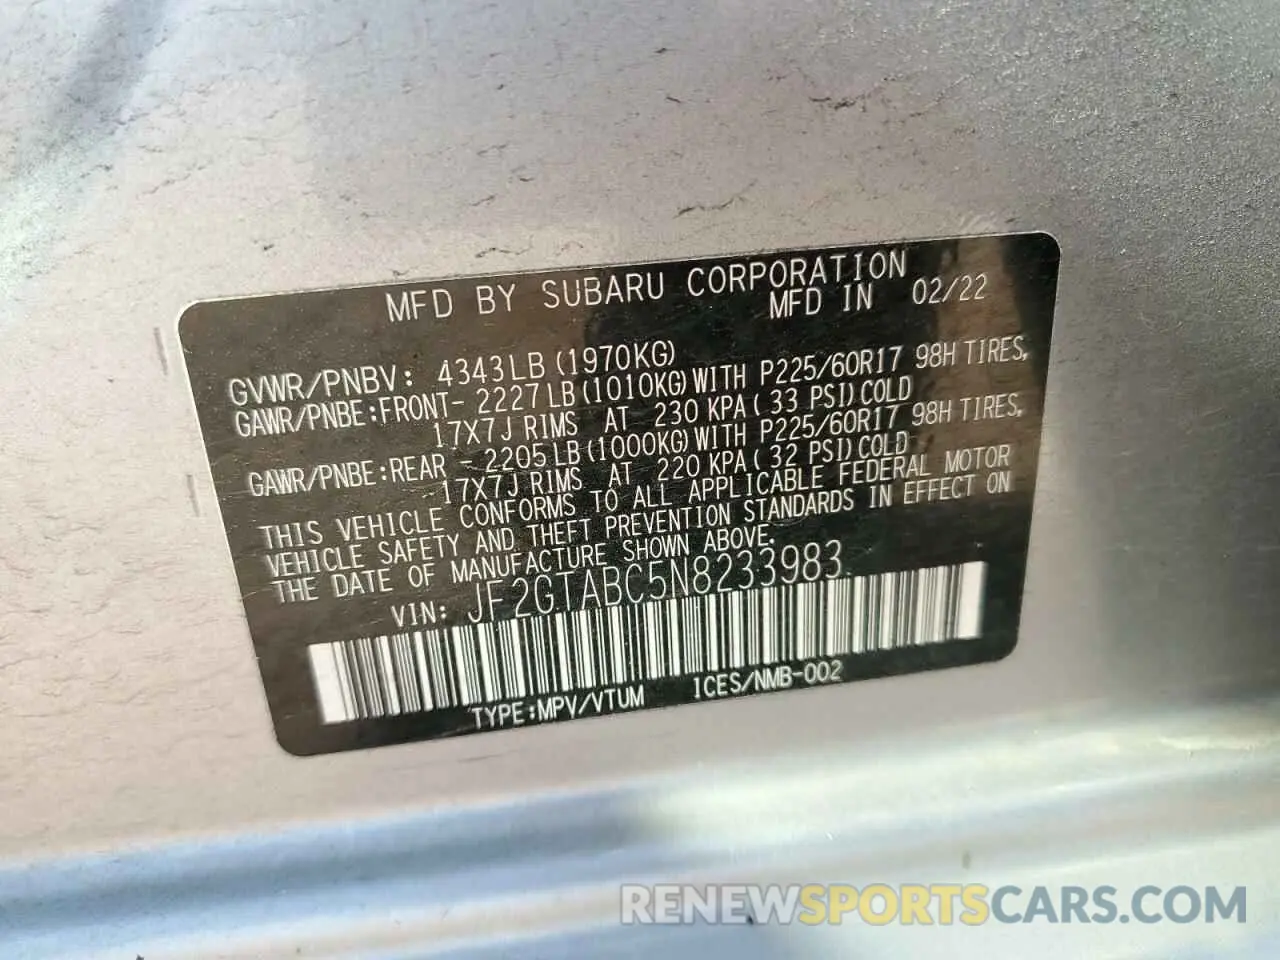 MFD BY SUBARU CORPORATION
MFD IN 02/22
GVWR/PNBV: 4343LB (1970KG)
GAWR/PNBE:FRONT- 2227LB (1010KG) WITH P225/60R17 98H TIRES,
17X7J RIMS AT 230 KPA( 33 PSI) COLD
GAWR/PNBE:REAR - 2205LB (1000KG) WITH P225/60R17 98H TIRES,
17X7J RIMS AT 220 KPA( 32 PSI) COLD
THIS VEHICLE CONFORMS TO ALL APPLICABLE FEDERAL MOTOR
VEHICLE SAFETY AND THEFT PREVENTION STANDARDS IN EFFECT ON
THE DATE OF MANUFACTURE SHOWN ABOVE.
VIN: JF2GTABC5N8233983
TYPE:MPV/VTUM ICES/NMB-002
RENEWSPORTSCARS.COM